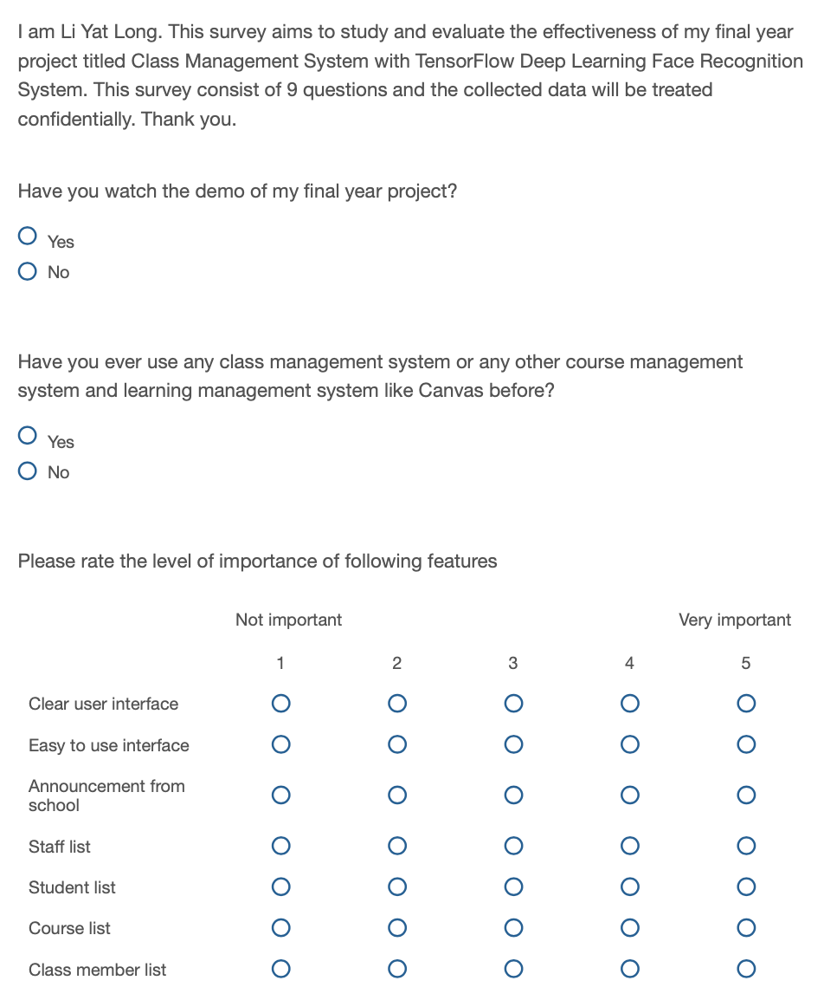 I am Li Yat Long. This survey aims to study and evaluate the effectiveness of my final year
project titled Class Management System with TensorFlow Deep Learning Face Recognition
System. This survey consist of 9 questions and the collected data will be treated
confidentially. Thank you.
Have you watch the demo of my final year project?
Yes
No
Have you ever use any class management system or any other course management
system and learning management system like Canvas before?
Yes
No
Please rate the level of importance of following features
Not important Very important
1 2 3 4 5
Clear user interface
Easy to use interface
Announcement from
school
Staff list
Student list
Course list
Class member list